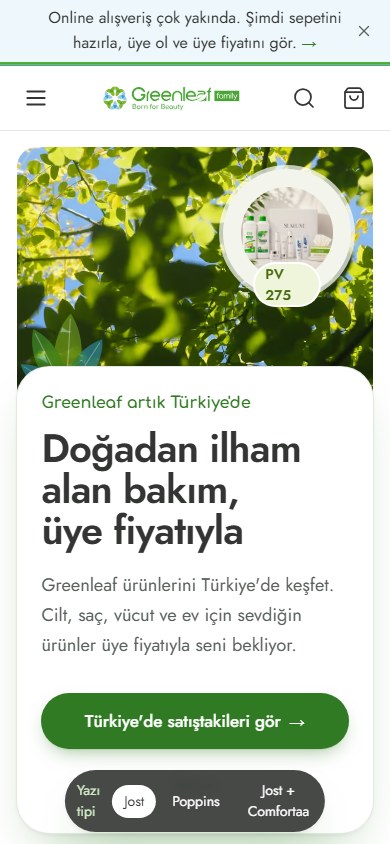 Online alışveriş çok yakında. Şimdi sepetini
hazırla, üye ol ve üye fiyatını gör. →
Greenleaf family
Born for Beauty
PV
275
Greenleaf artık Türkiye'de
Doğadan ilham
alan bakım,
üye fiyatıyla
Greenleaf ürünlerini Türkiye'de keşfet.
Cilt, saç, vücut ve ev için sevdiğin
ürünler üye fiyatıyla seni bekliyor.
Türkiye'de satıştakileri gör →
Yazı
tipi
Jost
Poppins
Jost +
Comfortaa